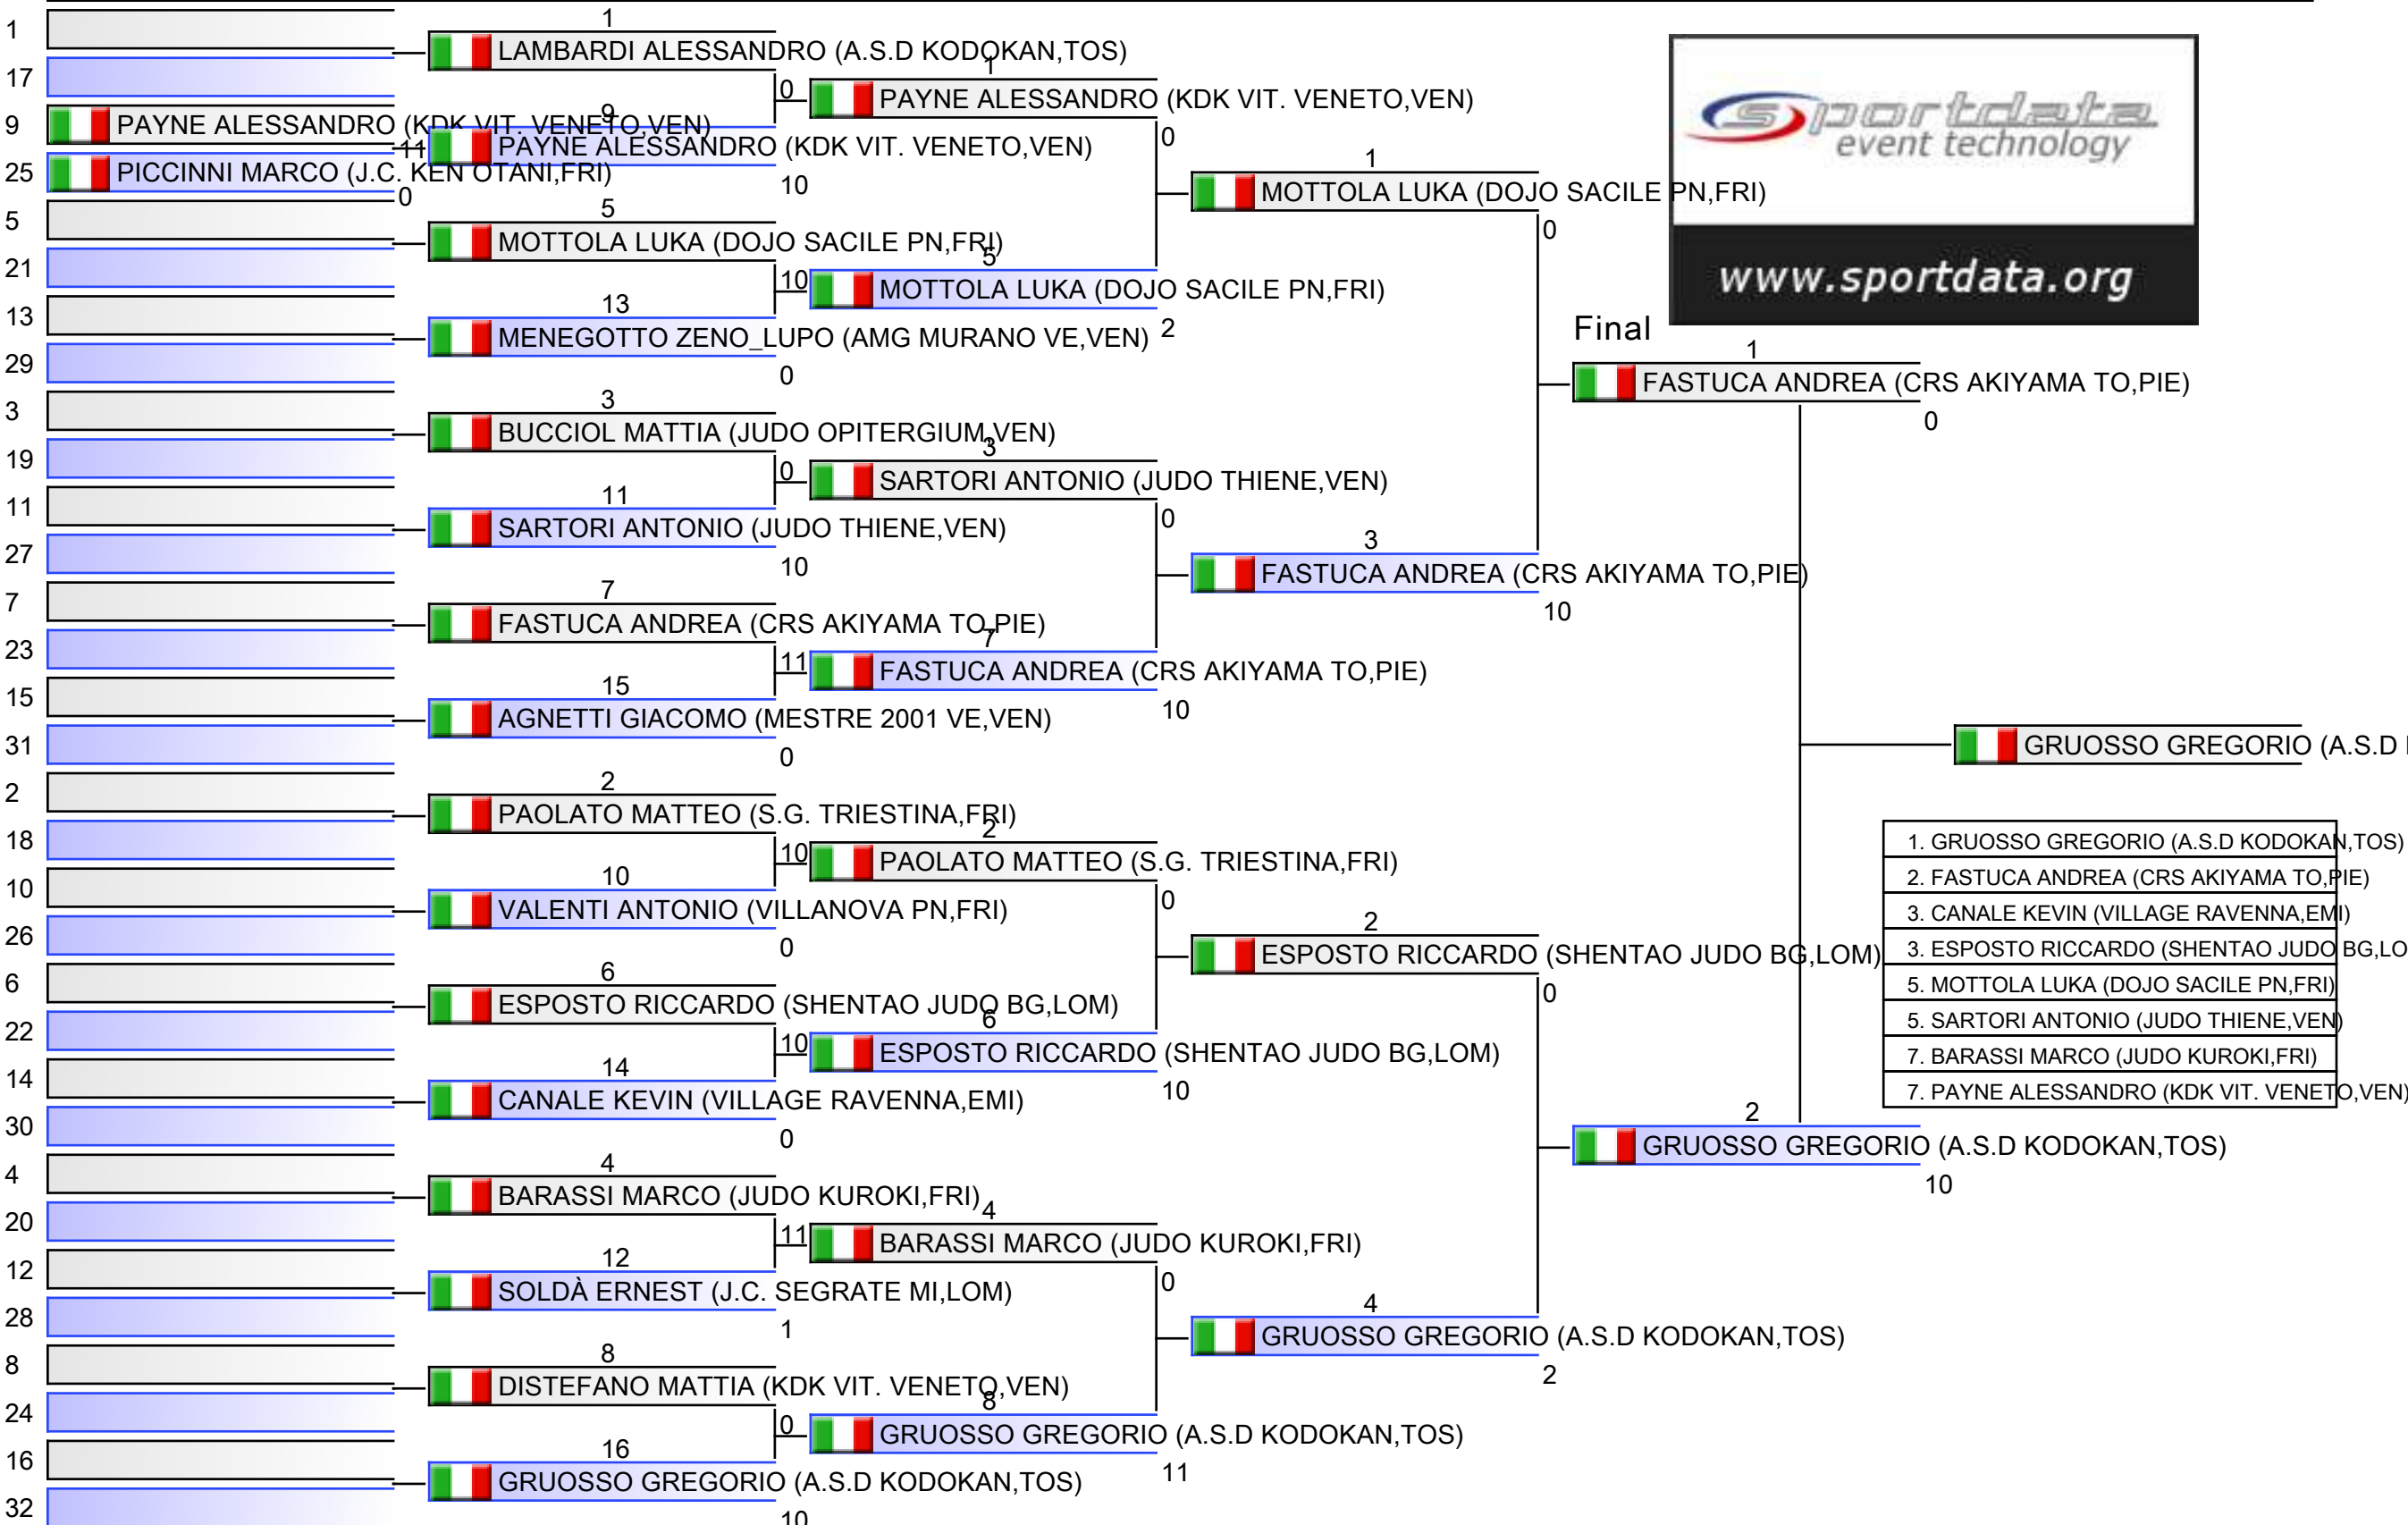 1
17
9
25
5
21
13
29
3
19
11
27
7
23
15
31
2
18
10
26
6
22
14
30
4
20
12
28
8
24
16
32
PAYNE ALESSANDRO (KDK VIT. VENETO,VEN)
11
PICCINNI MARCO (J.C. KEN OTANI,FRI)
0
1
LAMBARDI ALESSANDRO (A.S.D KODOKAN,TOS)
0
9
PAYNE ALESSANDRO (KDK VIT. VENETO,VEN)
10
5
MOTTOLA LUKA (DOJO SACILE PN,FRI)
10
13
MENEGOTTO ZENO_LUPO (AMG MURANO VE,VEN)
0
3
BUCCIOL MATTIA (JUDO OPITERGIUM,VEN)
0
11
SARTORI ANTONIO (JUDO THIENE,VEN)
10
7
FASTUCA ANDREA (CRS AKIYAMA TO,PIE)
11
15
AGNETTI GIACOMO (MESTRE 2001 VE,VEN)
0
2
PAOLATO MATTEO (S.G. TRIESTINA,FRI)
10
10
VALENTI ANTONIO (VILLANOVA PN,FRI)
0
6
ESPOSTO RICCARDO (SHENTAO JUDO BG,LOM)
10
14
CANALE KEVIN (VILLAGE RAVENNA,EMI)
0
4
BARASSI MARCO (JUDO KUROKI,FRI)
11
12
SOLDÀ ERNEST (J.C. SEGRATE MI,LOM)
1
8
DISTEFANO MATTIA (KDK VIT. VENETO,VEN)
0
16
GRUOSSO GREGORIO (A.S.D KODOKAN,TOS)
10
1
PAYNE ALESSANDRO (KDK VIT. VENETO,VEN)
0
5
MOTTOLA LUKA (DOJO SACILE PN,FRI)
2
3
SARTORI ANTONIO (JUDO THIENE,VEN)
0
7
FASTUCA ANDREA (CRS AKIYAMA TO,PIE)
10
2
PAOLATO MATTEO (S.G. TRIESTINA,FRI)
0
6
ESPOSTO RICCARDO (SHENTAO JUDO BG,LOM)
10
4
BARASSI MARCO (JUDO KUROKI,FRI)
0
8
GRUOSSO GREGORIO (A.S.D KODOKAN,TOS)
11
1
MOTTOLA LUKA (DOJO SACILE PN,FRI)
0
3
FASTUCA ANDREA (CRS AKIYAMA TO,PIE)
10
2
ESPOSTO RICCARDO (SHENTAO JUDO BG,LOM)
0
4
GRUOSSO GREGORIO (A.S.D KODOKAN,TOS)
2
sportdata
event technology
www.sportdata.org
Final
1
FASTUCA ANDREA (CRS AKIYAMA TO,PIE)
0
2
GRUOSSO GREGORIO (A.S.D KODOKAN,TOS)
10
GRUOSSO GREGORIO (A.S.D
1. GRUOSSO GREGORIO (A.S.D KODOKAN,TOS)
2. FASTUCA ANDREA (CRS AKIYAMA TO,PIE)
3. CANALE KEVIN (VILLAGE RAVENNA,EMI)
3. ESPOSTO RICCARDO (SHENTAO JUDO BG,LO
5. MOTTOLA LUKA (DOJO SACILE PN,FRI)
5. SARTORI ANTONIO (JUDO THIENE,VEN)
7. BARASSI MARCO (JUDO KUROKI,FRI)
7. PAYNE ALESSANDRO (KDK VIT. VENETO,VEN)